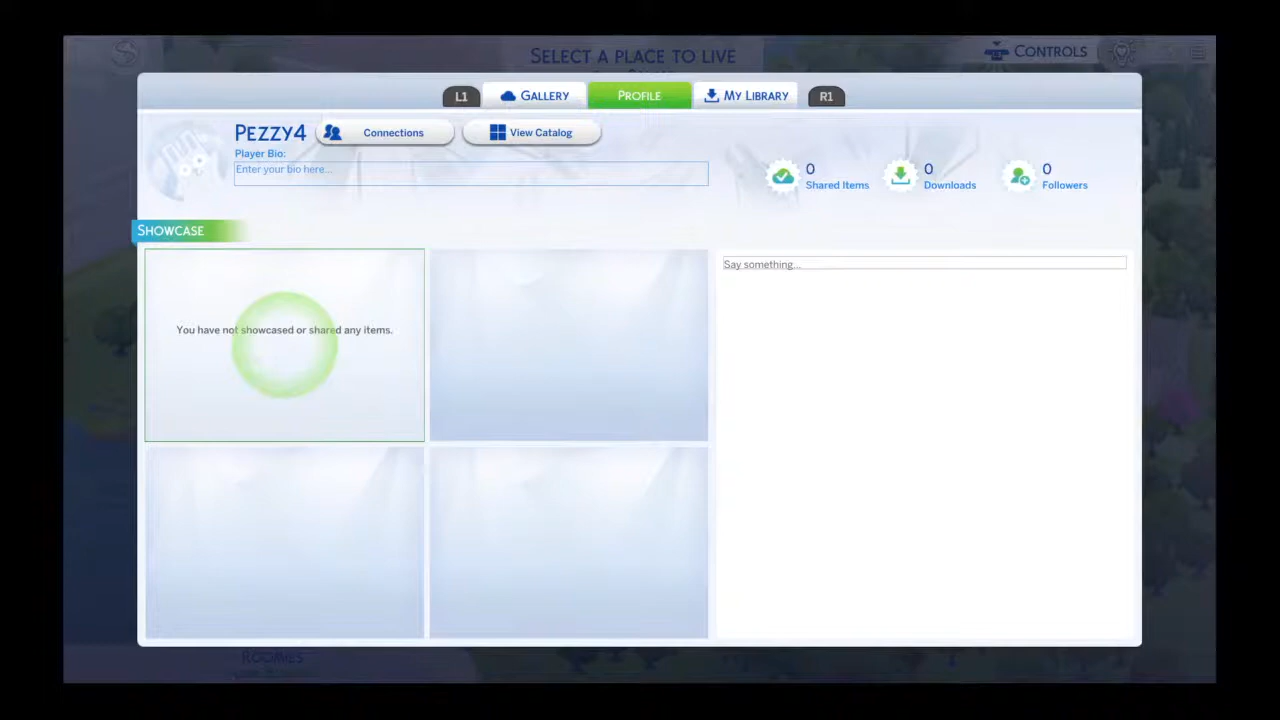 SELECT A PLACE TO LIVE
CONTROLS
L1
GALLERY
PROFILE
MY LIBRARY
R1
PEZZY4
Connections
View Catalog
Player Bio:
Enter your bio here...
0
Shared Items
0
Downloads
0
Followers
SHOWCASE
You have not showcased or shared any items.
Say something...
ROOMIES